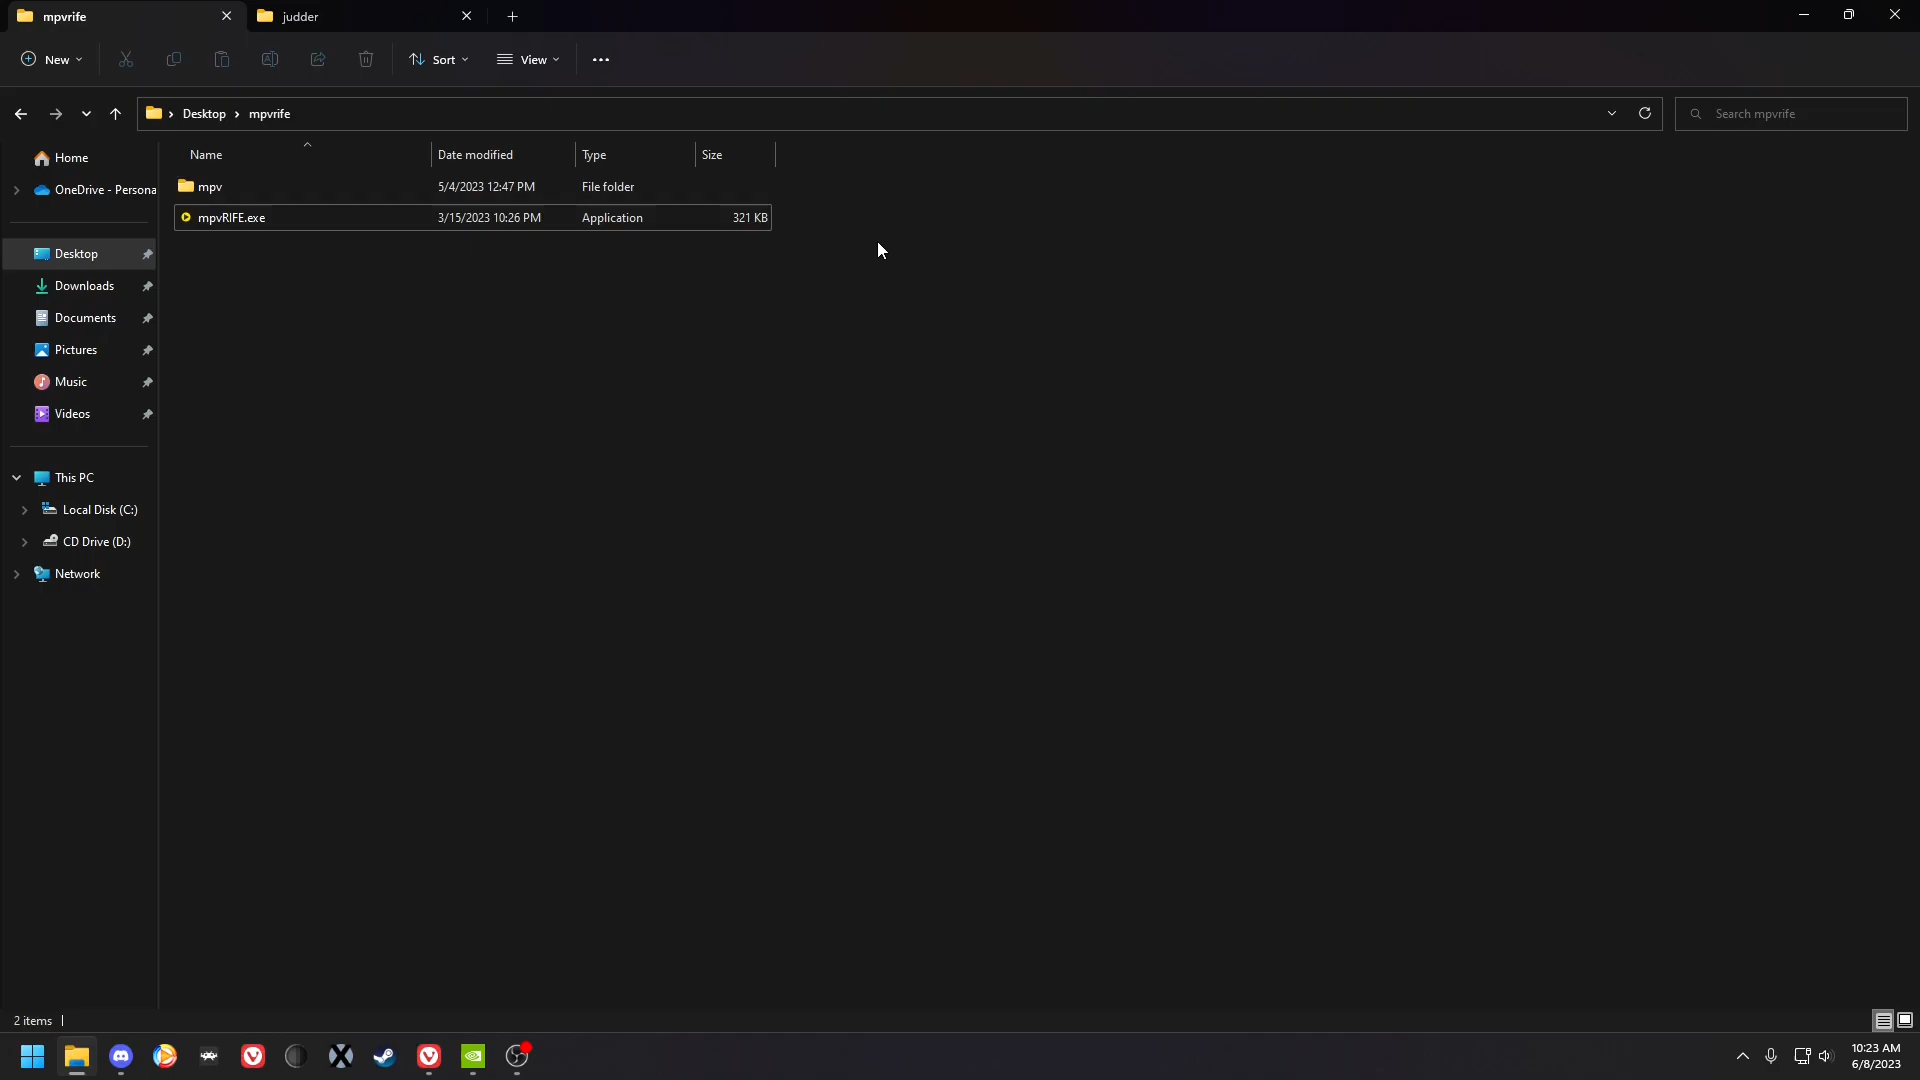 mpvrife
judder
New
Sort
View
Desktop
mpvrife
Search mpvrife
Name
Date modified
Type
Size
mpv
5/4/2023 12:47 PM
File folder
mpvRIFE.exe
3/15/2023 10:26 PM
Application
321 KB
Home
OneDrive - Persona
Desktop
Downloads
Documents
Pictures
Music
Videos
This PC
Local Disk (C:)
CD Drive (D:)
Network
2 items
10:23 AM
6/8/2023